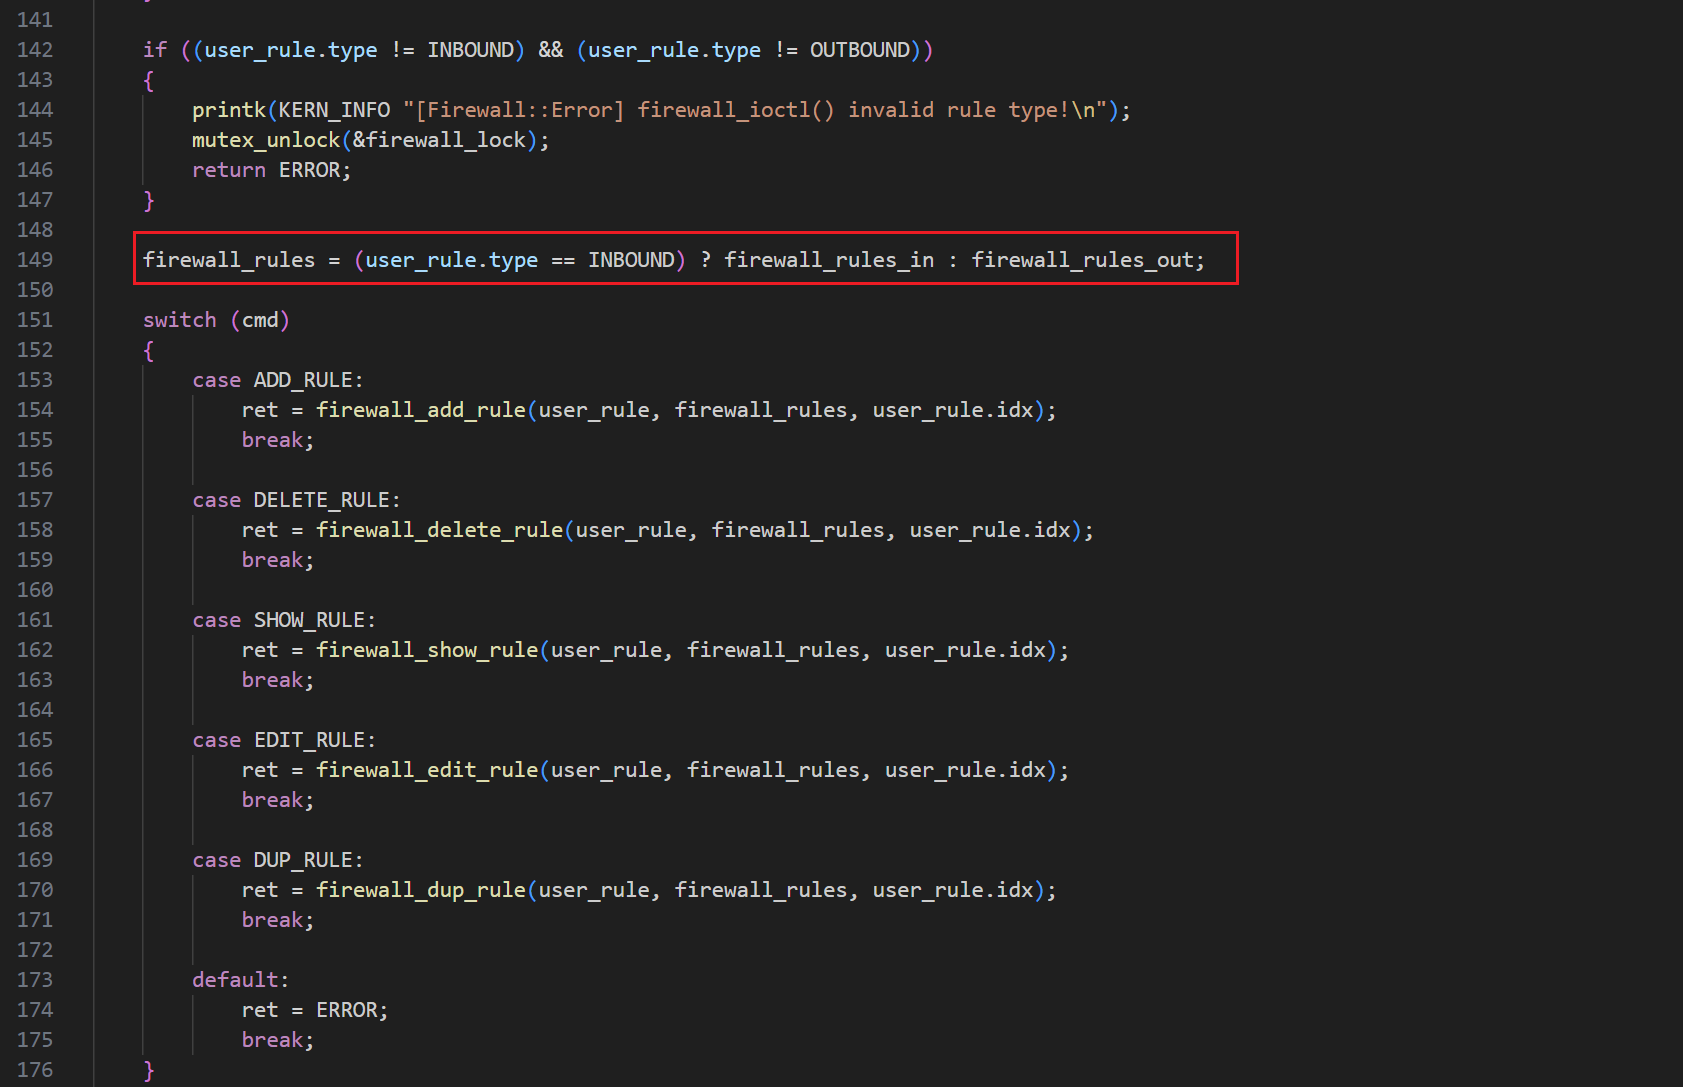 141
142 if ((user_rule.type != INBOUND) && (user_rule.type != OUTBOUND))
143 {
144 printk(KERN_INFO "[Firewall::Error] firewall_ioctl() invalid rule type!\n");
145 mutex_unlock(&firewall_lock);
146 return ERROR;
147 }
148
149 firewall_rules = (user_rule.type == INBOUND) ? firewall_rules_in : firewall_rules_out;
150
151 switch (cmd)
152 {
153 case ADD_RULE:
154 ret = firewall_add_rule(user_rule, firewall_rules, user_rule.idx);
155 break;
156
157 case DELETE_RULE:
158 ret = firewall_delete_rule(user_rule, firewall_rules, user_rule.idx);
159 break;
160
161 case SHOW_RULE:
162 ret = firewall_show_rule(user_rule, firewall_rules, user_rule.idx);
163 break;
164
165 case EDIT_RULE:
166 ret = firewall_edit_rule(user_rule, firewall_rules, user_rule.idx);
167 break;
168
169 case DUP_RULE:
170 ret = firewall_dup_rule(user_rule, firewall_rules, user_rule.idx);
171 break;
172
173 default:
174 ret = ERROR;
175 break;
176 }